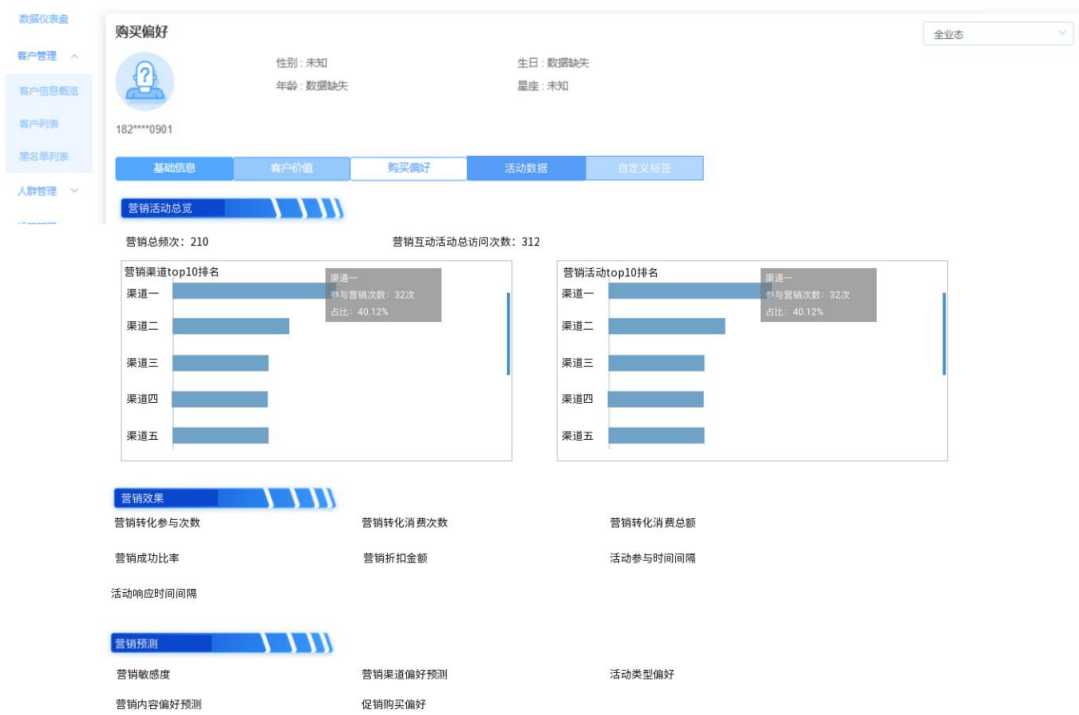 数据仪表盘
购买偏好
全业态
客户管理
性别：未知
生日：数据缺失
年龄：数据缺失
星座：未知
客户信息概览
客户列表
182****0901
黑名单列表
基础信息 客户价值 购买偏好 活动数据 自定义标签
人群管理
营销活动总览
营销总频次：210
营销互动活动总访问次数：312
营销渠道top10排名
渠道一
参与营销次数：32次
占比：40.12%
渠道一
渠道二
渠道三
渠道四
渠道五
营销活动top10排名
渠道一
参与营销次数：32次
占比：40.12%
渠道一
渠道二
渠道三
渠道四
渠道五
营销效果
营销转化参与次数 营销转化消费次数 营销转化消费总额
营销成功比率 营销折扣金额 活动参与时间间隔
活动响应时间间隔
营销预测
营销敏感度 营销渠道偏好预测 活动类型偏好
营销内容偏好预测 促销购买偏好